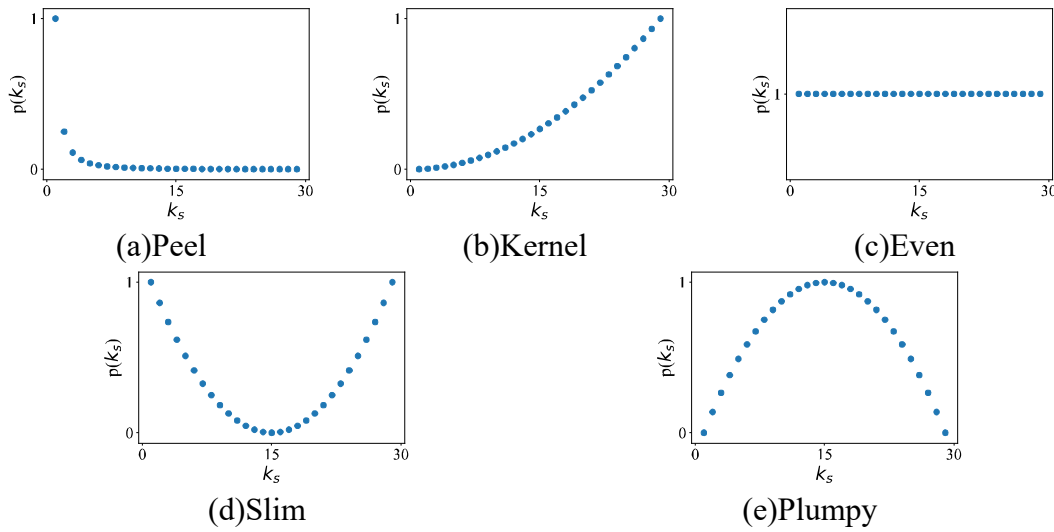 1
p(k_s)
0
0
15
30
k_s
(a)Peel
1
p(k_s)
0
0
15
30
k_s
(b)Kernel
1
p(k_s)
0
15
30
k_s
(c)Even
1
p(k_s)
0
0
15
30
k_s
(d)Slim
1
p(k_s)
0
0
15
30
k_s
(e)Plumpy